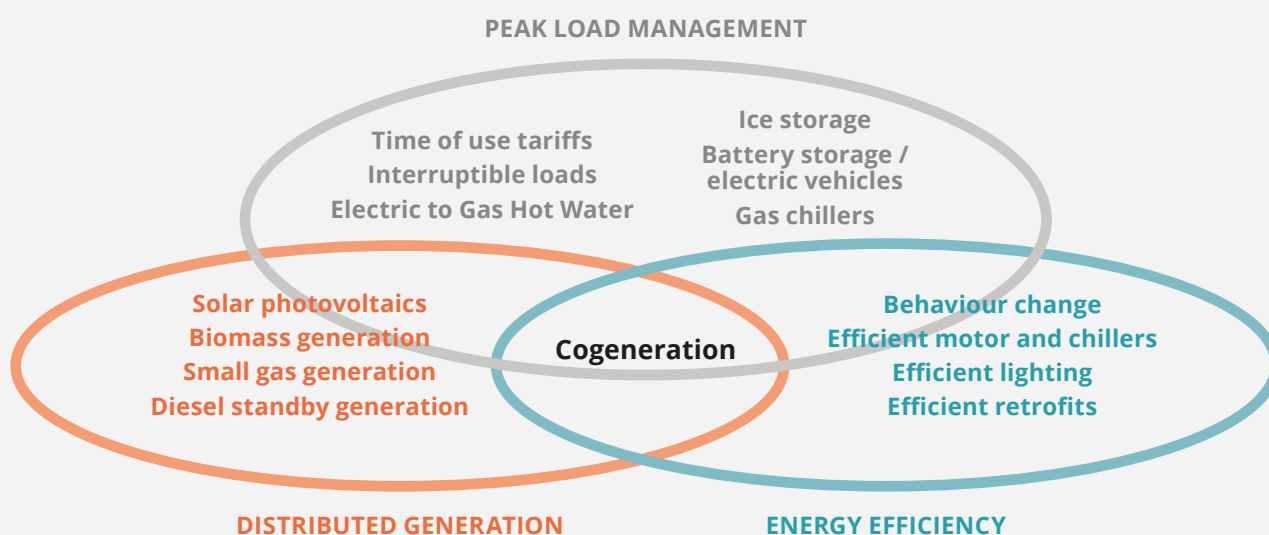 PEAK LOAD MANAGEMENT
Time of use tariffs
Interruptible loads
Electric to Gas Hot Water
Ice storage
Battery storage /
electric vehicles
Gas chillers
Solar photovoltaics
Biomass generation
Small gas generation
Diesel standby generation
Cogeneration
Behaviour change
Efficient motor and chillers
Efficient lighting
Efficient retrofits
DISTRIBUTED GENERATION
ENERGY EFFICIENCY